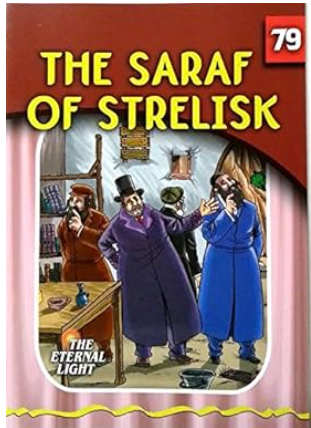 79
THE SARAF
OF STRELISK
THE
ETERNAL
LIGHT